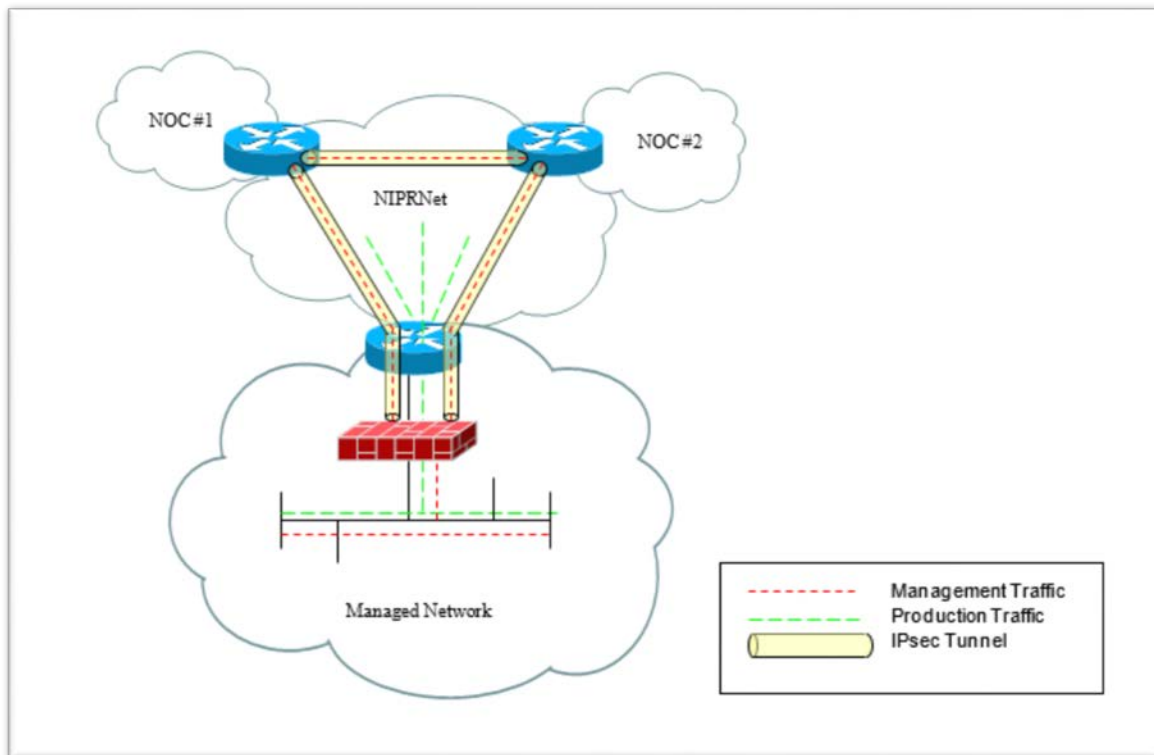 NOC #1
NOC #2
NIPRNet
Managed Network
Management Traffic
Production Traffic
IPsec Tunnel